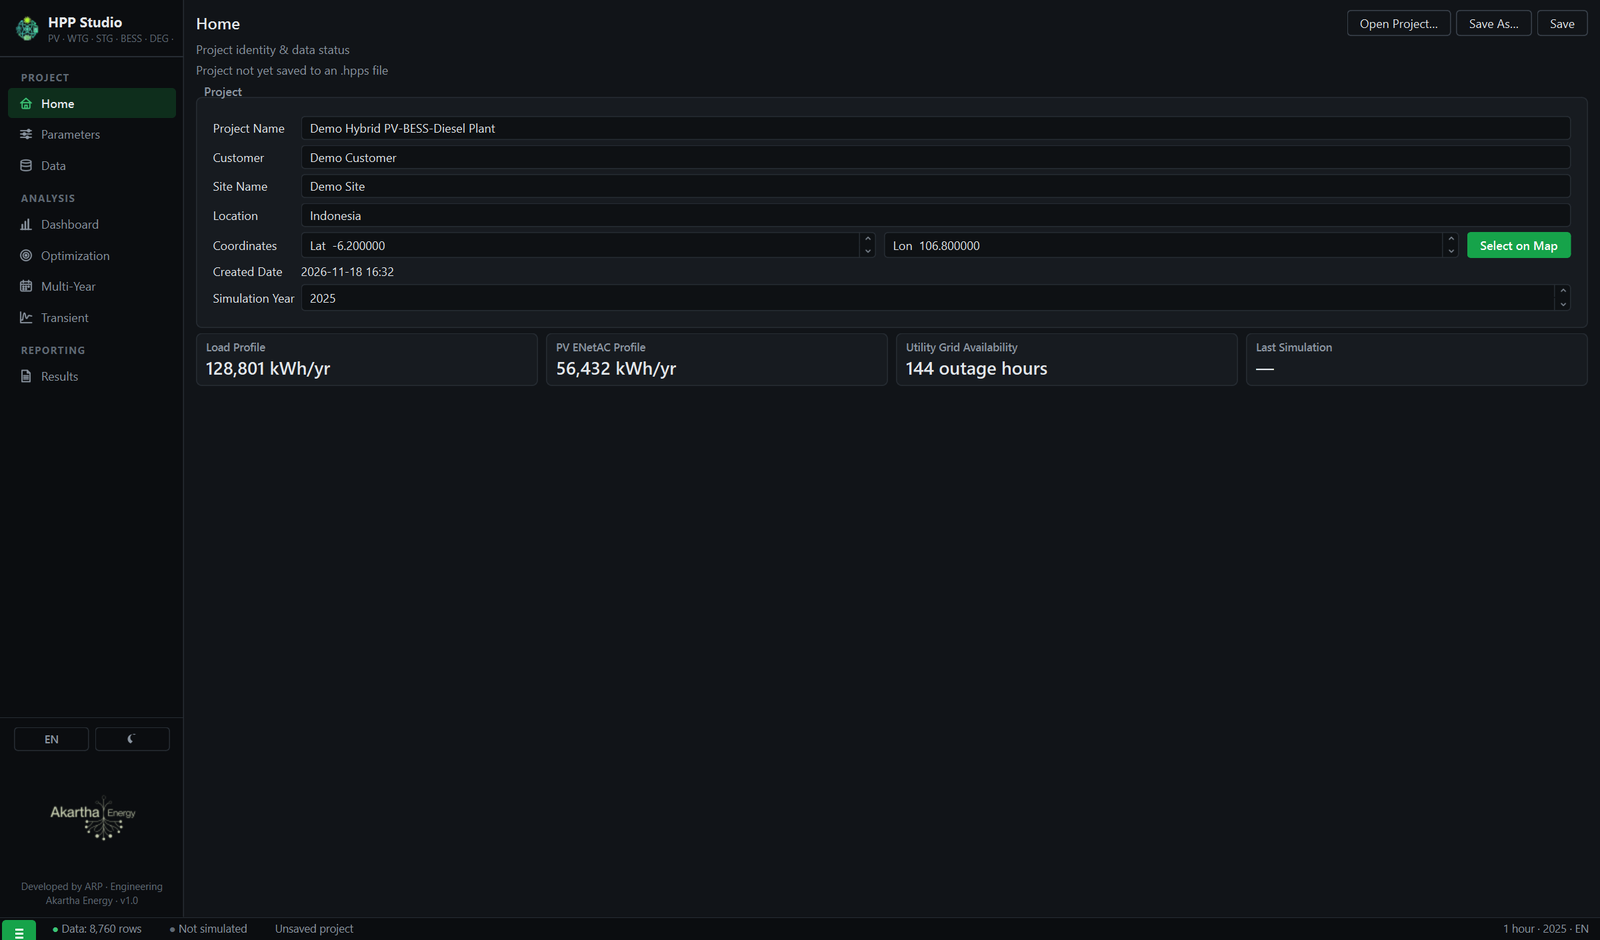 HPP Studio
PV · WTG · STG · BESS · DEG ·
PROJECT
Home
Parameters
Data
ANALYSIS
Dashboard
Optimization
Multi-Year
Transient
REPORTING
Results
EN
Akartha Energy
Developed by ARP · Engineering
Akartha Energy · v1.0
Home
Open Project...
Save As...
Save
Project identity & data status
Project not yet saved to an .hpps file
Project
Project Name Demo Hybrid PV-BESS-Diesel Plant
Customer Demo Customer
Site Name Demo Site
Location Indonesia
Coordinates Lat -6.200000 Lon 106.800000 Select on Map
Created Date 2026-11-18 16:32
Simulation Year 2025
Load Profile
128,801 kWh/yr
PV ENetAC Profile
56,432 kWh/yr
Utility Grid Availability
144 outage hours
Last Simulation
—
Data: 8,760 rows
Not simulated
Unsaved project
1 hour · 2025 · EN